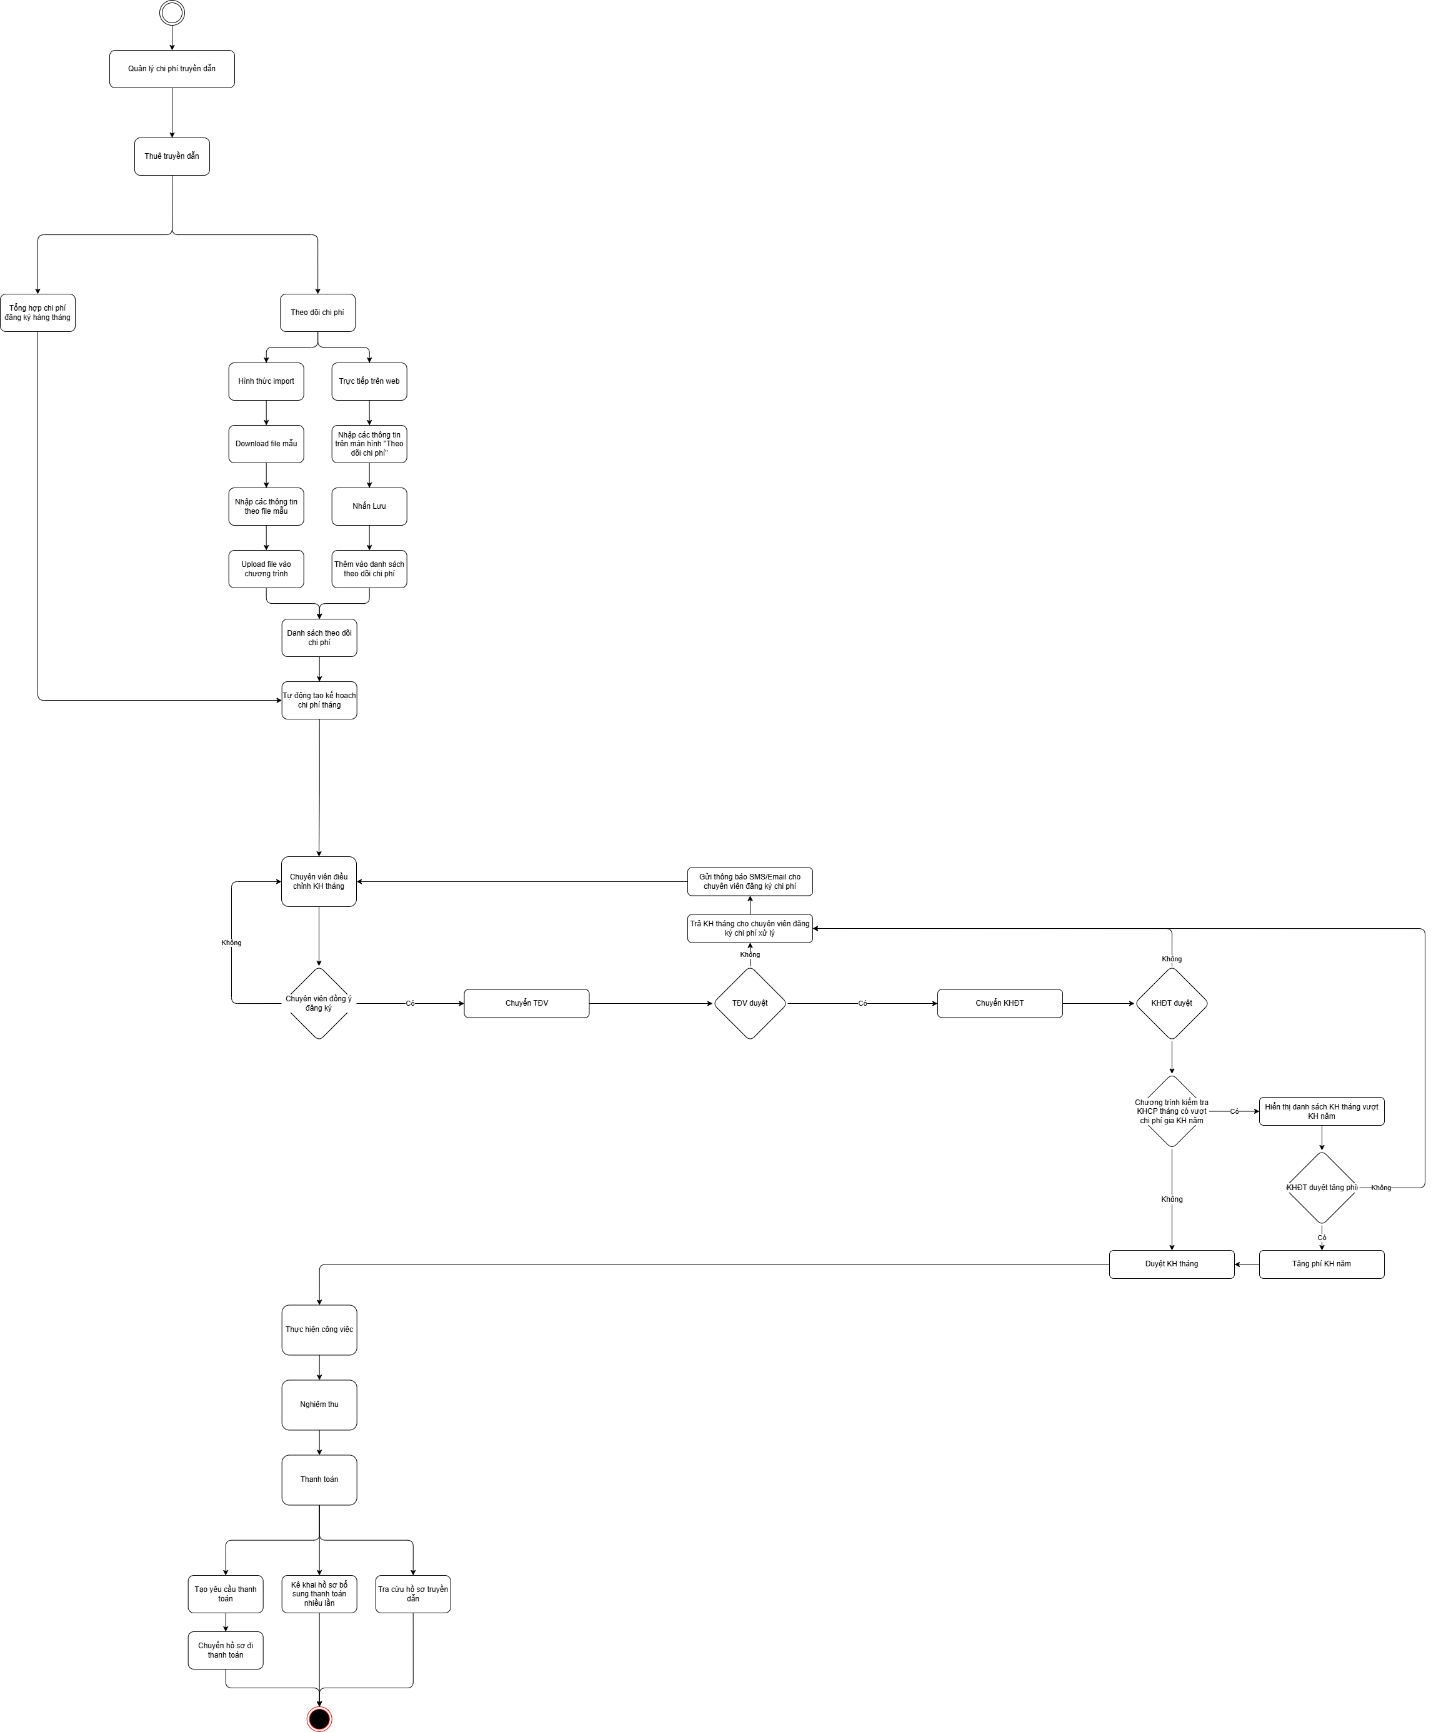 Quản lý chi phí truyền dẫn
Thuê truyền dẫn
Tổng hợp chi phí
đăng ký hàng tháng
Theo dõi chi phí
Hình thức import
Trực tiếp trên web
Download file mẫu
Nhập các thông tin
trên màn hình "Theo
dõi chi phí"
Nhập các thông tin
theo file mẫu
Nhấn Lưu
Upload file vào
chương trình
Thêm vào danh sách
theo dõi chi phí
Danh sách theo dõi
chi phí
Tự động tạo kế hoạch
chi phí tháng
Chuyên viên điều
chỉnh KH tháng
Gửi thông báo SMS/Email cho
chuyên viên đăng ký chi phí
Trả KH tháng cho chuyên viên đăng
ký chi phí xử lý
Không
Không
Không
Chuyên viên đồng ý
đăng ký
Có
Chuyển TĐV
TĐV duyệt
Có
Chuyển KHĐT
KHĐT duyệt
Chương trình kiểm tra
KHCP tháng có vượt
chi phí gia KH năm
Có
Hiển thị danh sách KH tháng vượt
KH năm
KHĐT duyệt tăng phí
Không
Không
Có
Duyệt KH tháng
Tăng phí KH năm
Thực hiện công việc
Nghiệm thu
Thanh toán
Tạo yêu cầu thanh
toán
Kê khai hồ sơ bổ
sung thanh toán
nhiều lần
Tra cứu hồ sơ truyền
dẫn
Chuyển hồ sơ đi
thanh toán